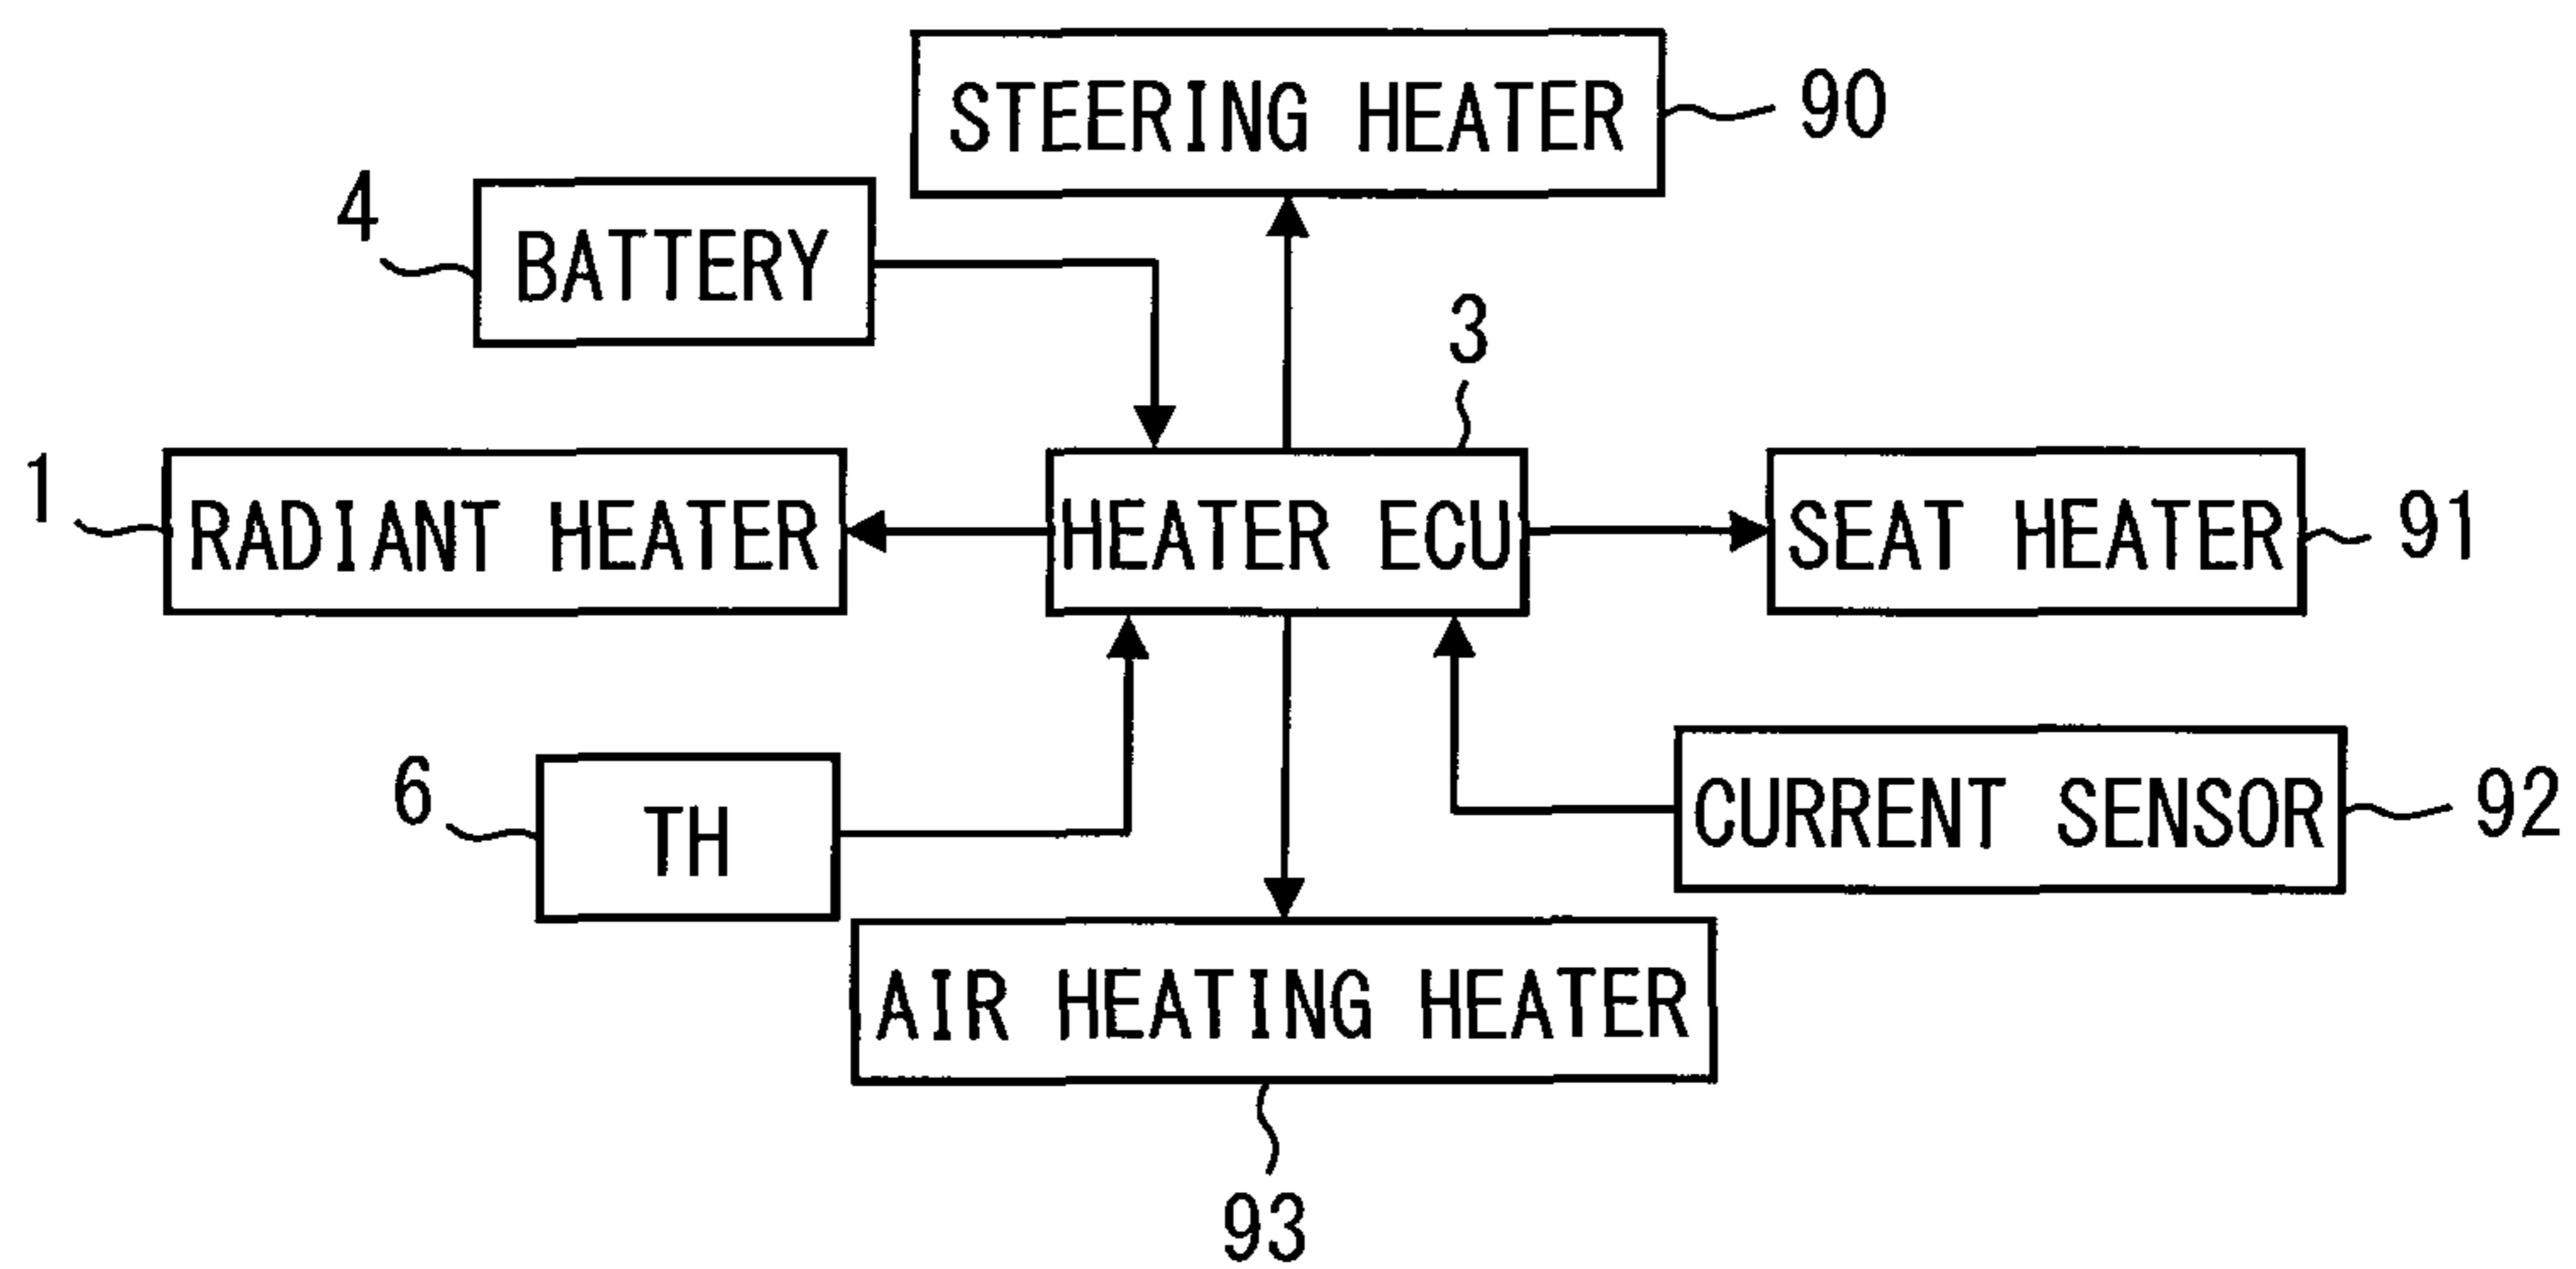 STEERING HEATER
90
4
BATTERY
3
1
RADIANT HEATER
HEATER ECU
SEAT HEATER
91
6
TH
CURRENT SENSOR
92
AIR HEATING HEATER
93